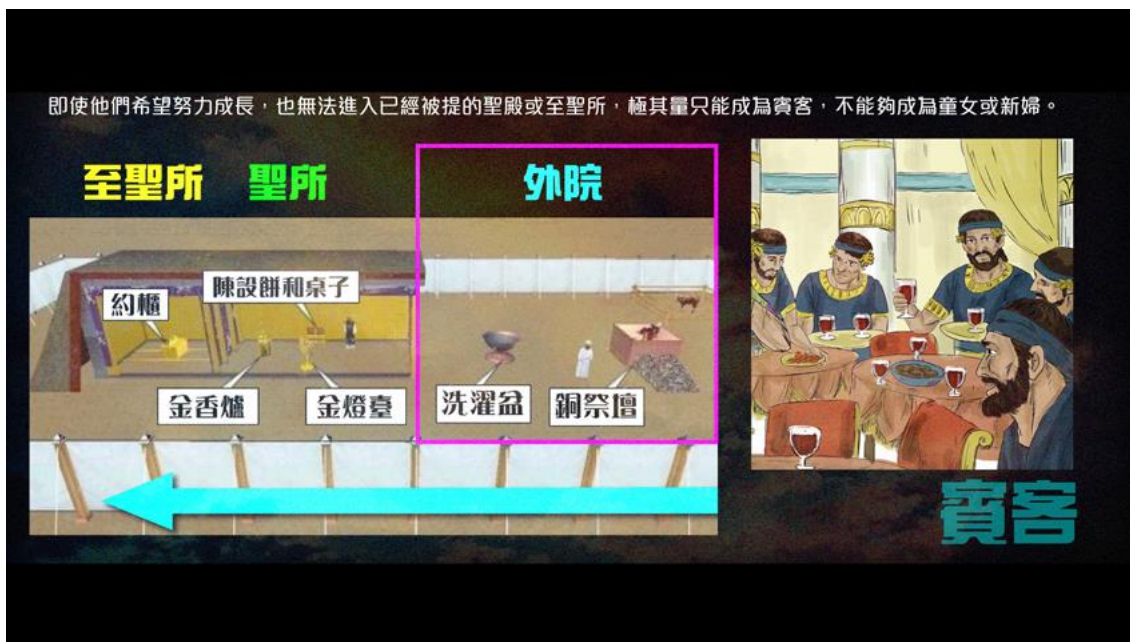 即使他們希望努力成長，也無法進入已經被提的聖殿或至聖所，極其量只能成為賓客，不能夠成為童女或新婦。
至聖所 聖所 外院
陳設餅和桌子
約櫃
金香爐 金燈臺 洗濯盆 銅祭壇
賓客